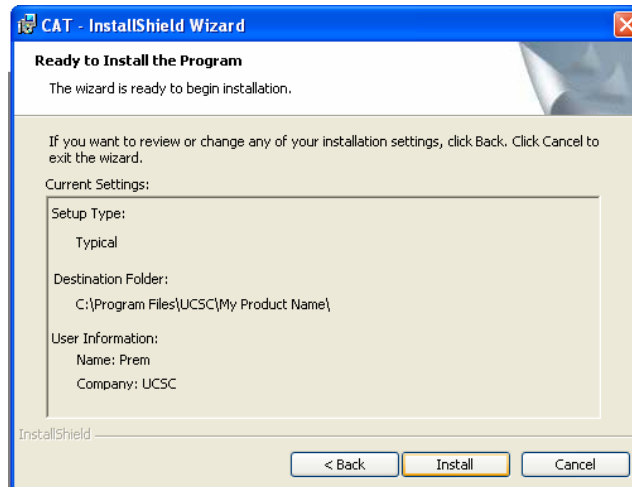 CAT - InstallShield Wizard
Ready to Install the Program
The wizard is ready to begin installation.
If you want to review or change any of your installation settings, click Back. Click Cancel to
exit the wizard.
Current Settings:
Setup Type:
Typical
Destination Folder:
C:\Program Files\UCSC\My Product Name\
User Information:
Name: Prem
Company: UCSC
InstallShield
< Back
Install
Cancel